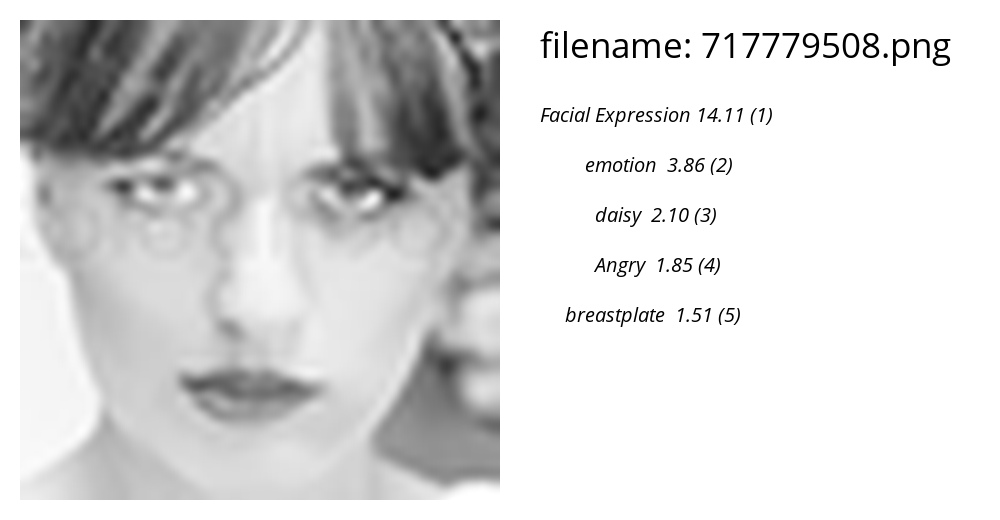 filename: 717779508.png
Facial Expression 14.11 (1)
emotion 3.86 (2)
daisy 2.10 (3)
Angry 1.85 (4)
breastplate 1.51 (5)